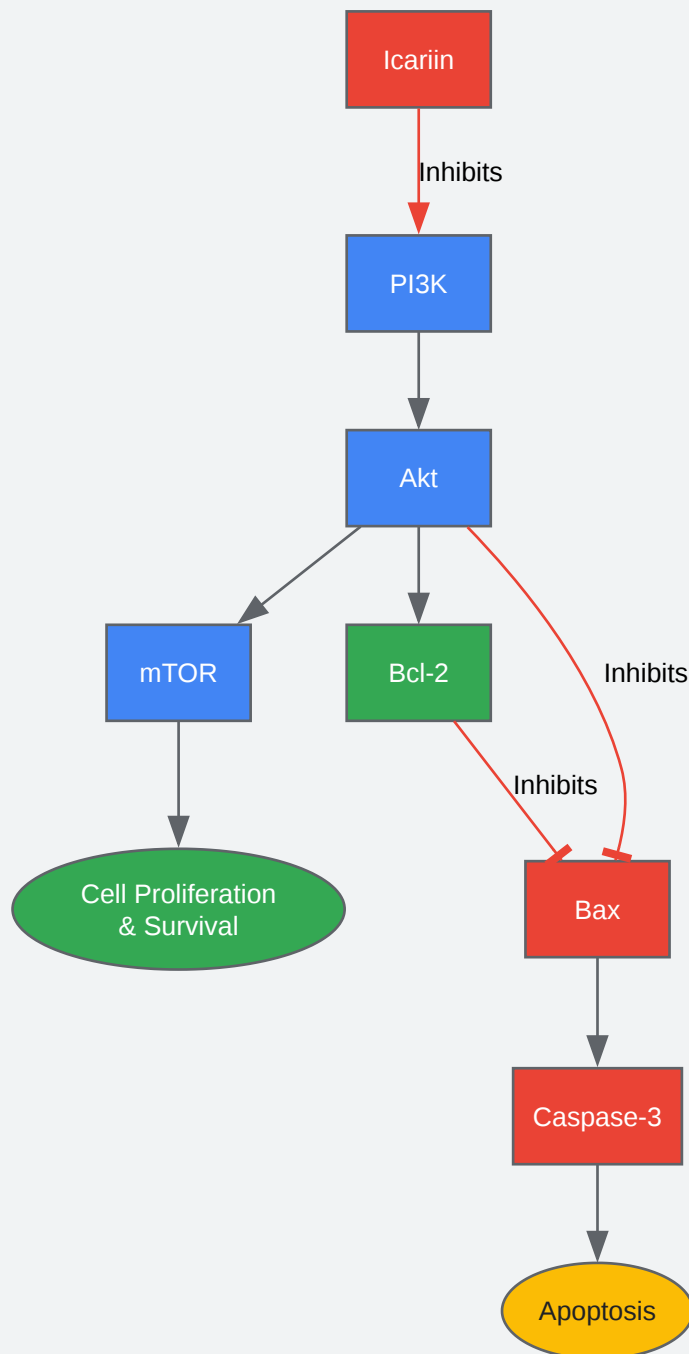 Icariin
Inhibits
PI3K
Akt
mTOR
Bcl-2
Inhibits
Inhibits
Cell Proliferation
& Survival
Bax
Caspase-3
Apoptosis